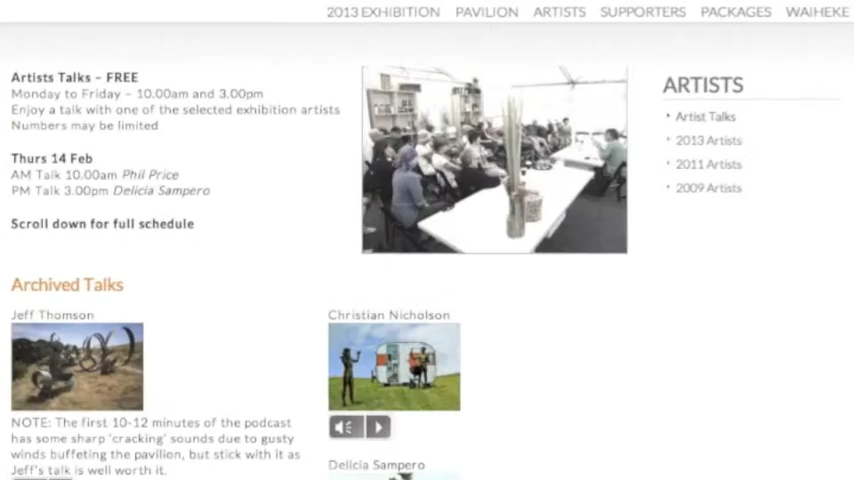 2013 EXHIBITION PAVILION ARTISTS SUPPORTERS PACKAGES WAIHEKE
Artists Talks – FREE
Monday to Friday – 10.00am and 3.00pm
Enjoy a talk with one of the selected exhibition artists
Numbers may be limited
Thurs 14 Feb
AM Talk 10.00am Phil Price
PM Talk 3.00pm Delicia Sampero
Scroll down for full schedule
ARTISTS
Artist Talks
2013 Artists
2011 Artists
2009 Artists
Archived Talks
Jeff Thomson
NOTE: The first 10-12 minutes of the podcast
has some sharp 'cracking' sounds due to gusty
winds buffeting the pavilion, but stick with it as
Jeff's talk is well worth it.
Christian Nicholson
Delicia Sampero